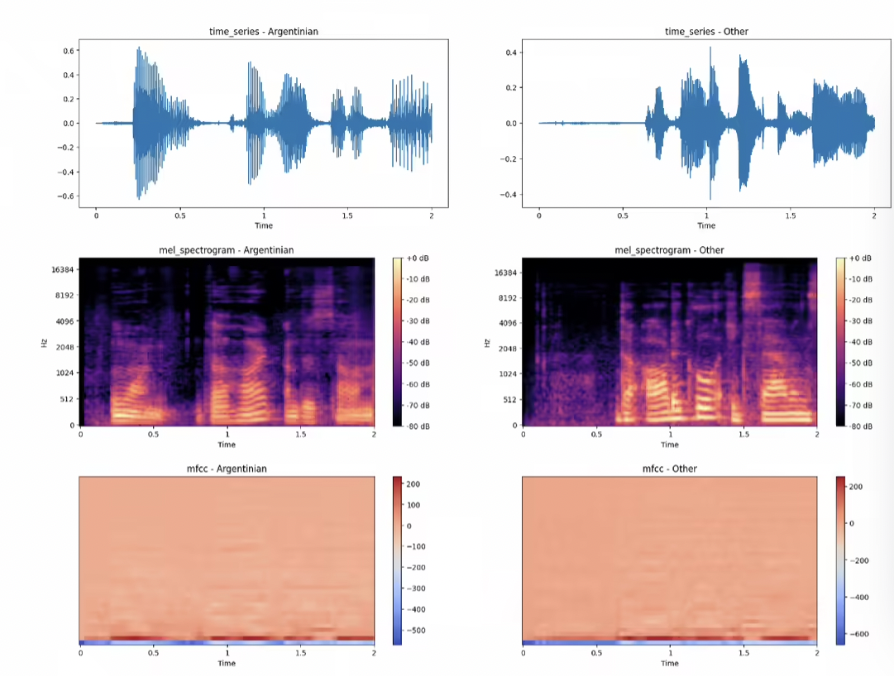 time_series - Argentinian
0.6
0.4
0.2
0.0
−0.2
−0.4
−0.6
0
0.5
1
1.5
2
Time
time_series - Other
0.4
0.2
0.0
−0.2
−0.4
0
0.5
1
1.5
2
Time
mel_spectrogram - Argentinian
16384
8192
4096
2048
1024
512
0
Hz
0
0.5
1
1.5
2
Time
+0 dB
-10 dB
-20 dB
-30 dB
-40 dB
-50 dB
-60 dB
-70 dB
-80 dB
mel_spectrogram - Other
16384
8192
4096
2048
1024
512
0
Hz
0
0.5
1
1.5
2
Time
+0 dB
-10 dB
-20 dB
-30 dB
-40 dB
-50 dB
-60 dB
-70 dB
-80 dB
mfcc - Argentinian
0
0.5
1
1.5
2
Time
200
100
0
−100
−200
−300
−400
−500
mfcc - Other
0
0.5
1
1.5
2
Time
200
0
−200
−400
−600